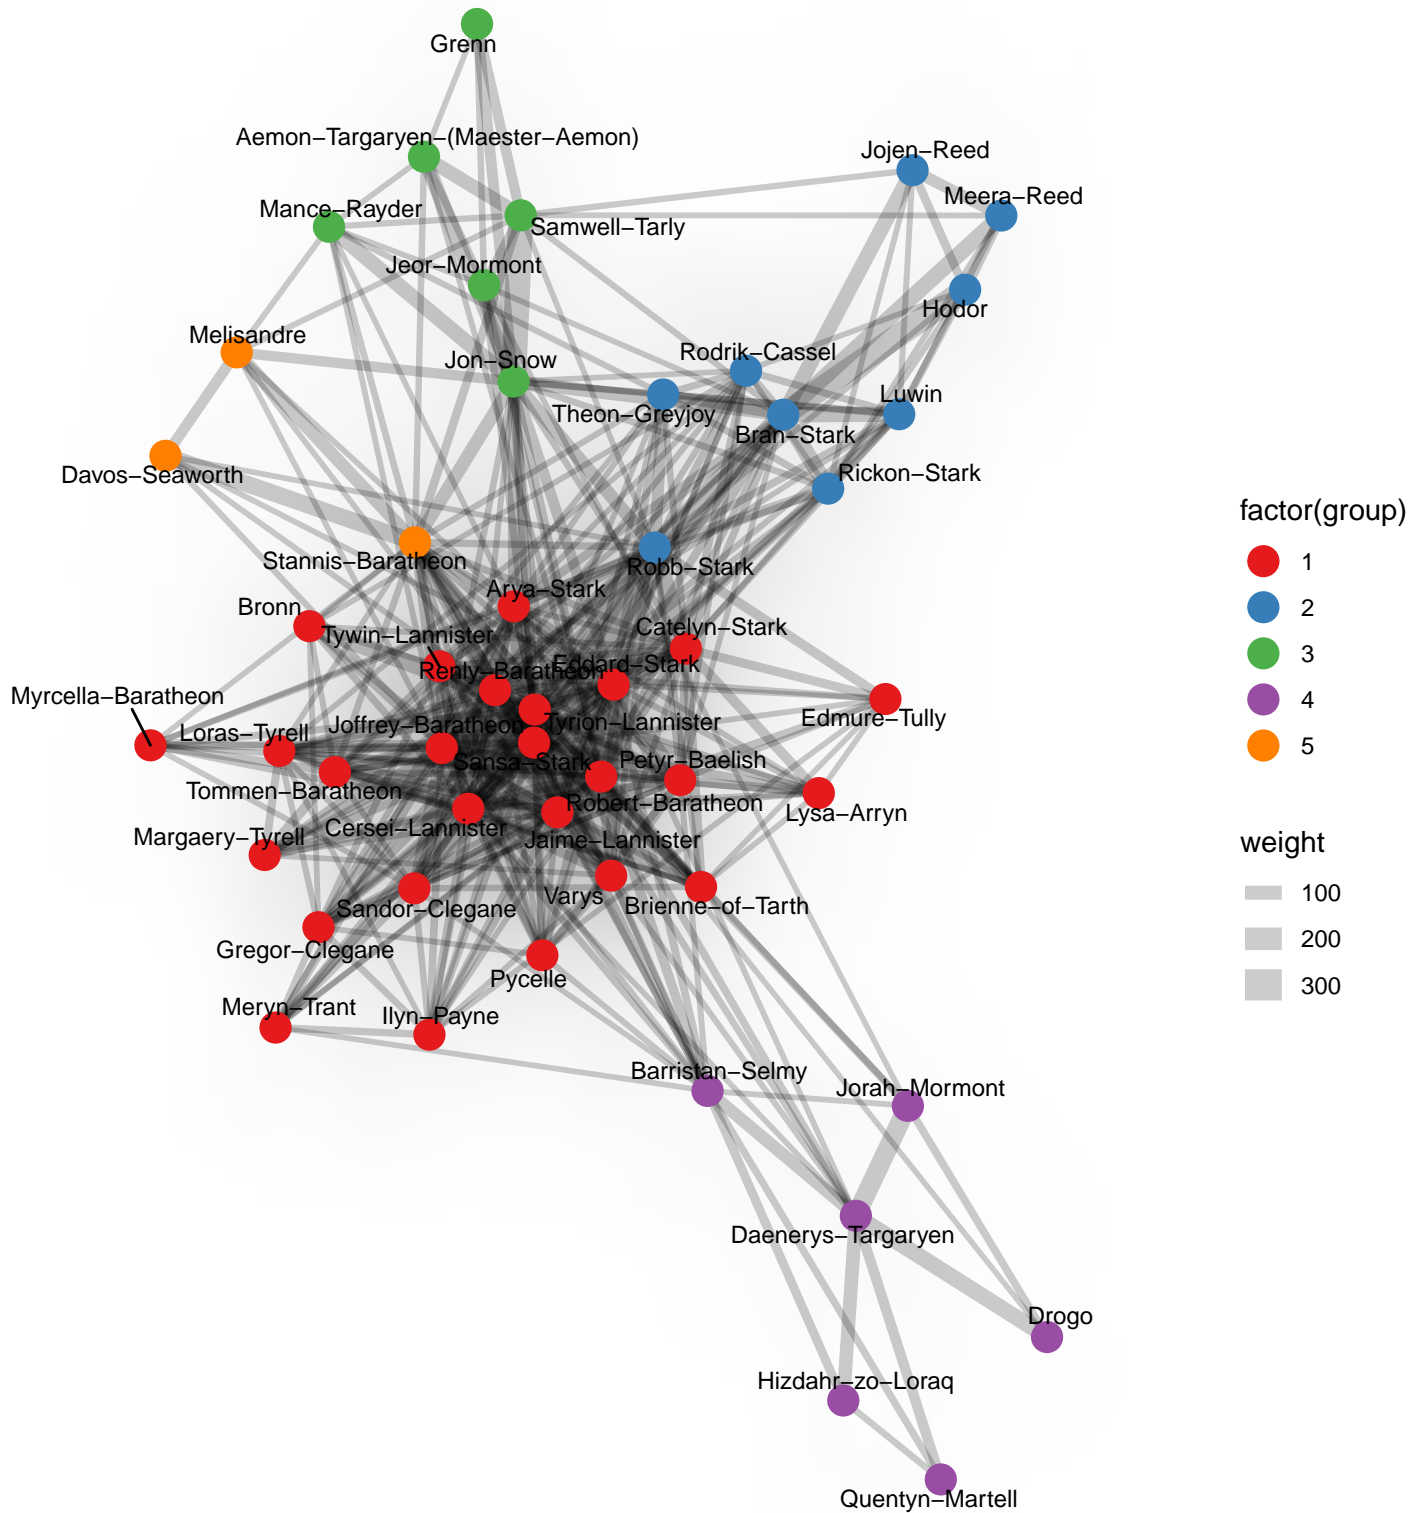 Grenn
Aemon−Targaryen−(Maester−Aemon)
Jojen−Reed
Meera−Reed
Mance−Rayder
Samwell−Tarly
Jeor−Mormont
Hodor
Melisandre
Jon−Snow
Rodrik−Cassel
Luwin
Theon−Greyjoy
Bran−Stark
Davos−Seaworth
Rickon−Stark
Stannis−Baratheon
Robb−Stark
Arya−Stark
Bronn
Tywin−Lannister
Catelyn−Stark
Renly−Baratheon
Eddard−Stark
Myrcella−Baratheon
Loras−Tyrell
Joffrey−Baratheon
Tyrion−Lannister
Edmure−Tully
Sansa−Stark
Petyr−Baelish
Tommen−Baratheon
Robert−Baratheon
Lysa−Arryn
Margaery−Tyrell
Cersei−Lannister
Jaime−Lannister
Varys
Sandor−Clegane
Brienne−of−Tarth
Gregor−Clegane
Pycelle
Meryn−Trant
Ilyn−Payne
Barristan−Selmy
Jorah−Mormont
Daenerys−Targaryen
Drogo
Hizdahr−zo−Loraq
Quentyn−Martell
factor(group)
1
2
3
4
5
weight
100
200
300